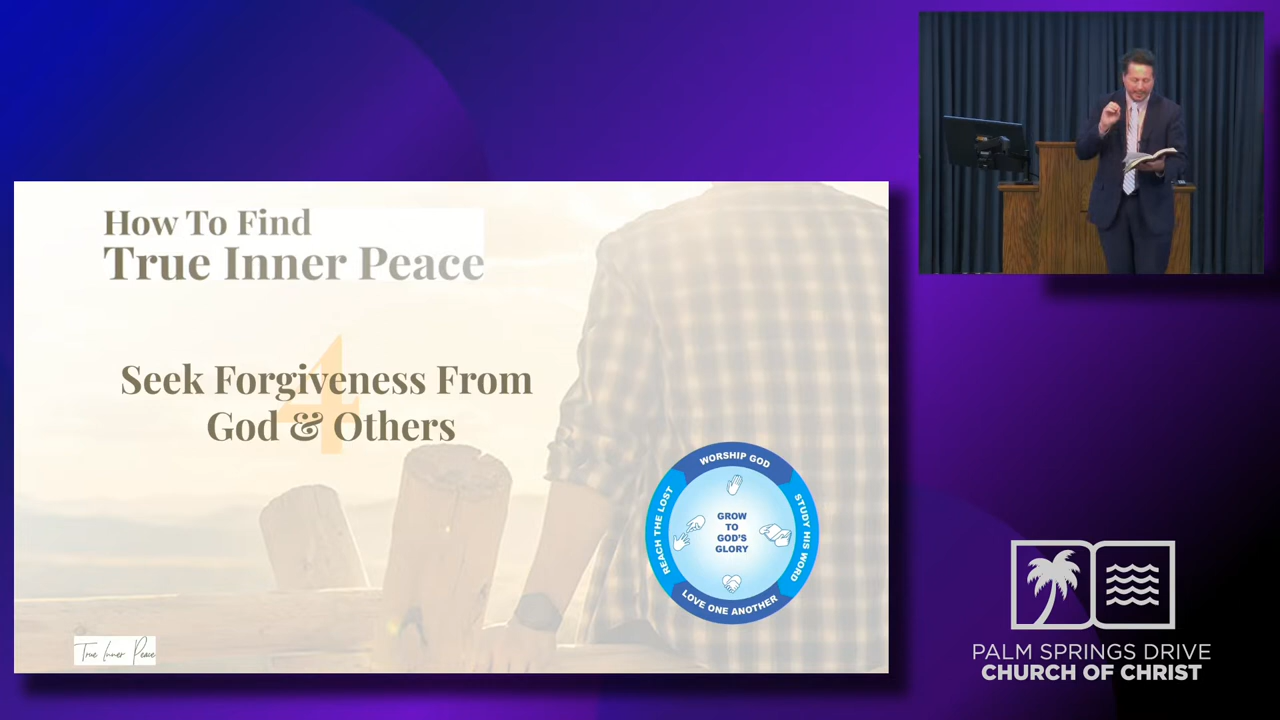 How To Find
True Inner Peace
4
Seek Forgiveness From
God & Others
WORSHIP GOD
STUDY HIS WORD
LOVE ONE ANOTHER
REACH THE LOST
GROW
TO
GOD'S
GLORY
True Inner Peace
PALM SPRINGS DRIVE
CHURCH OF CHRIST